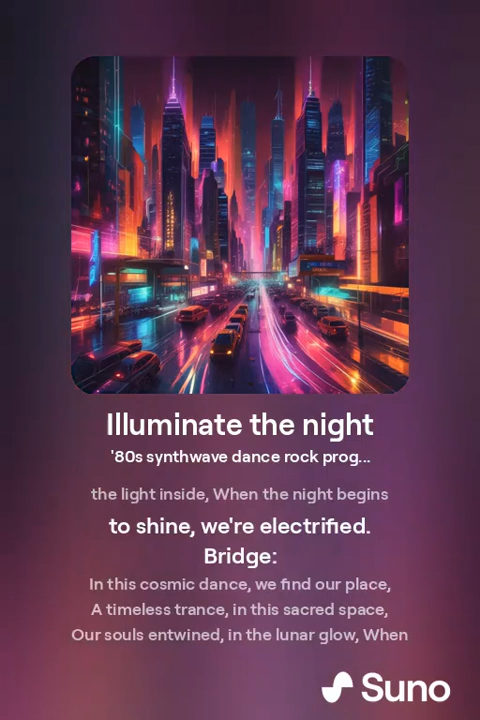 Illuminate the night
'80s synthwave dance rock prog...
the light inside, When the night begins
to shine, we're electrified.
Bridge:
In this cosmic dance, we find our place,
A timeless trance, in this sacred space,
Our souls entwined, in the lunar glow, When
Suno